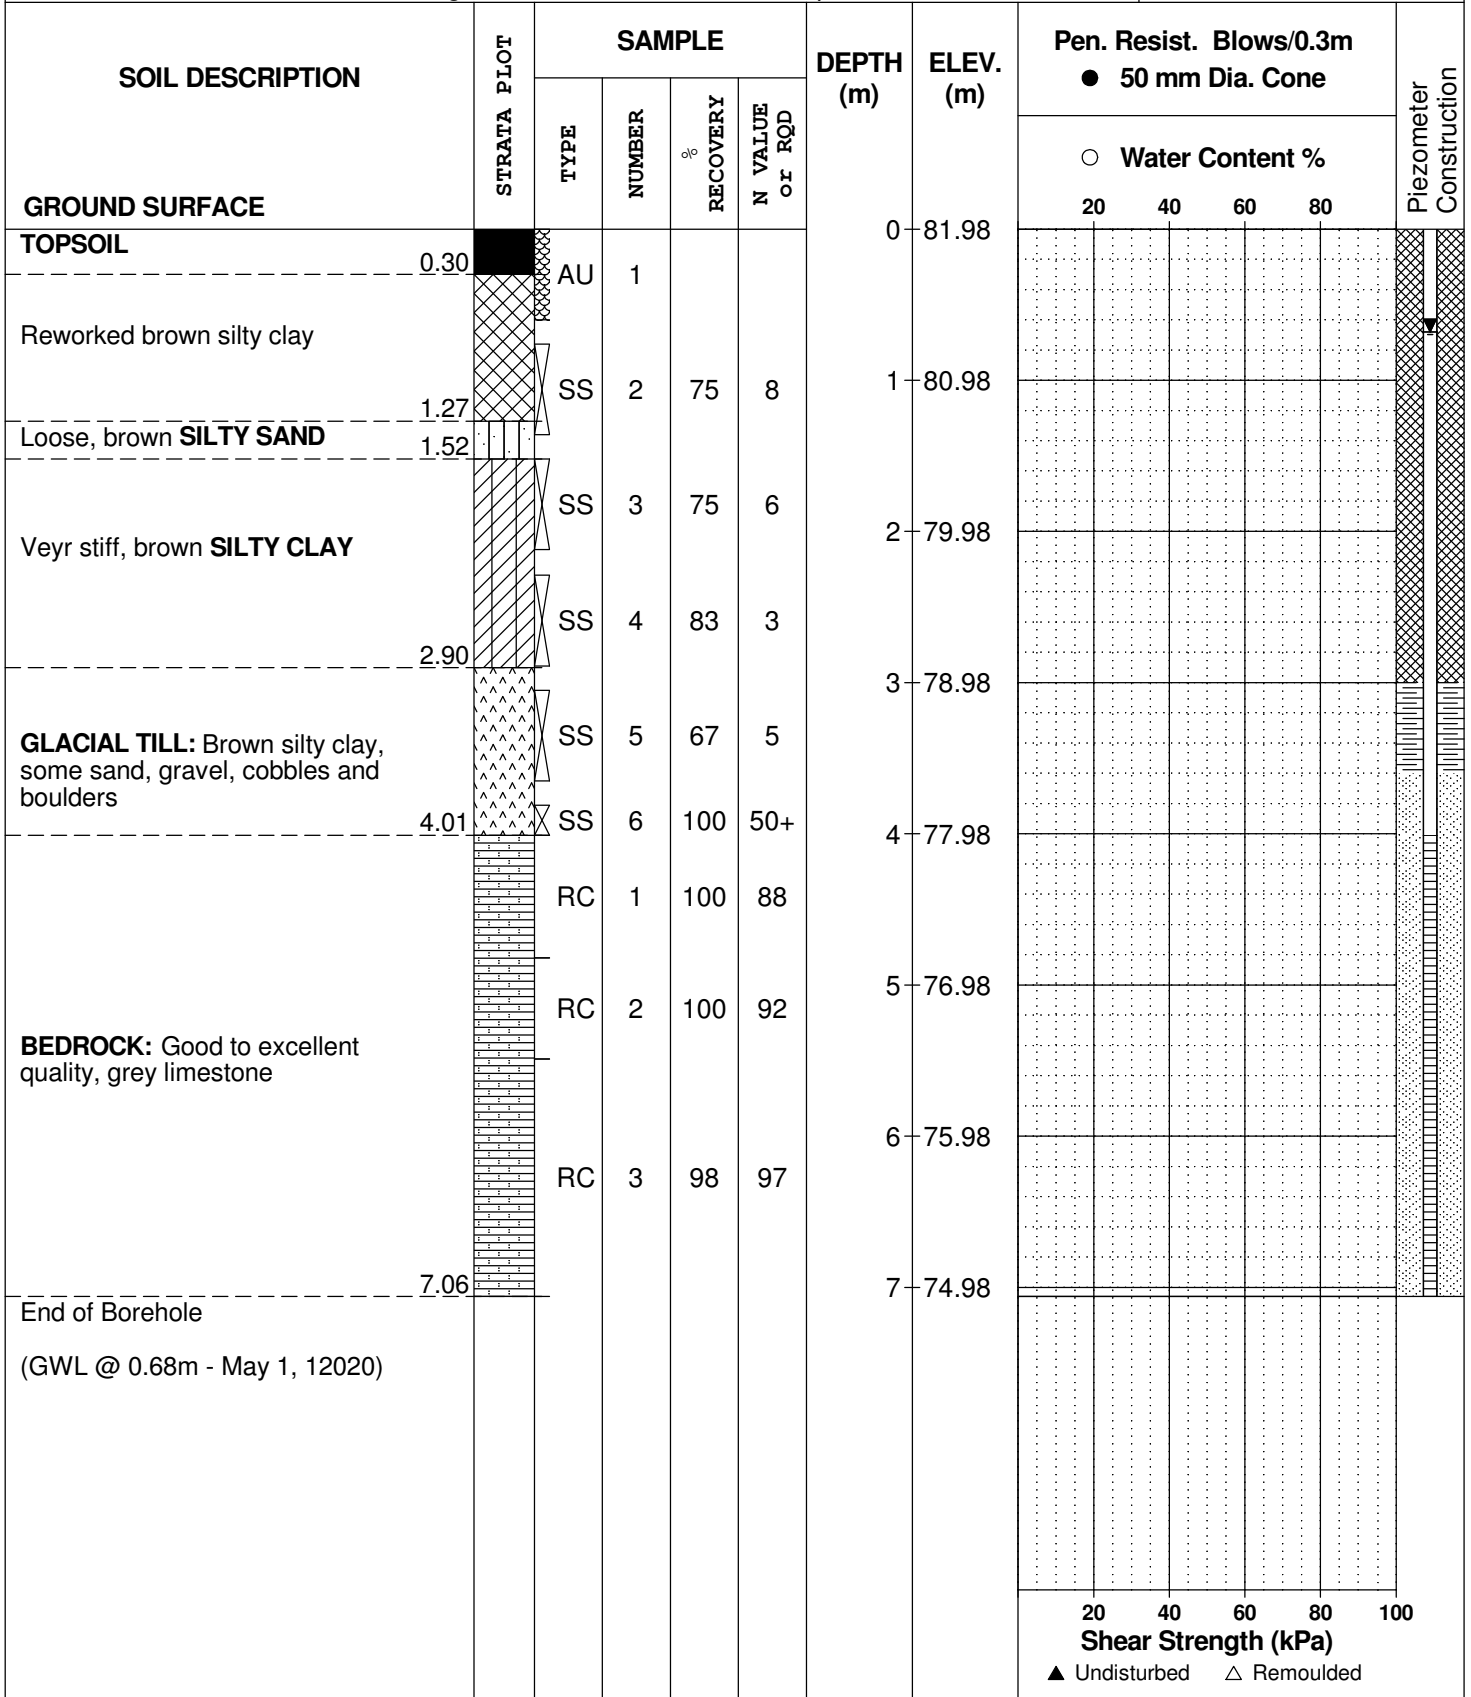 SOIL DESCRIPTION
GROUND SURFACE
STRATA PLOT
SAMPLE
TYPE
NUMBER
% RECOVERY
N VALUE or RQD
DEPTH (m)
ELEV. (m)
Pen. Resist. Blows/0.3m
● 50 mm Dia. Cone
○ Water Content %
20 40 60 80
Piezometer Construction
TOPSOIL
0.30
Reworked brown silty clay
1.27
Loose, brown SILTY SAND
1.52
Veyr stiff, brown SILTY CLAY
2.90
GLACIAL TILL: Brown silty clay,
some sand, gravel, cobbles and
boulders
4.01
BEDROCK: Good to excellent
quality, grey limestone
7.06
End of Borehole
(GWL @ 0.68m - May 1, 12020)
AU 1
SS 2 75 8
SS 3 75 6
SS 4 83 3
SS 5 67 5
SS 6 100 50+
RC 1 100 88
RC 2 100 92
RC 3 98 97
0 81.98
1 80.98
2 79.98
3 78.98
4 77.98
5 76.98
6 75.98
7 74.98
20 40 60 80 100
Shear Strength (kPa)
▲ Undisturbed △ Remoulded